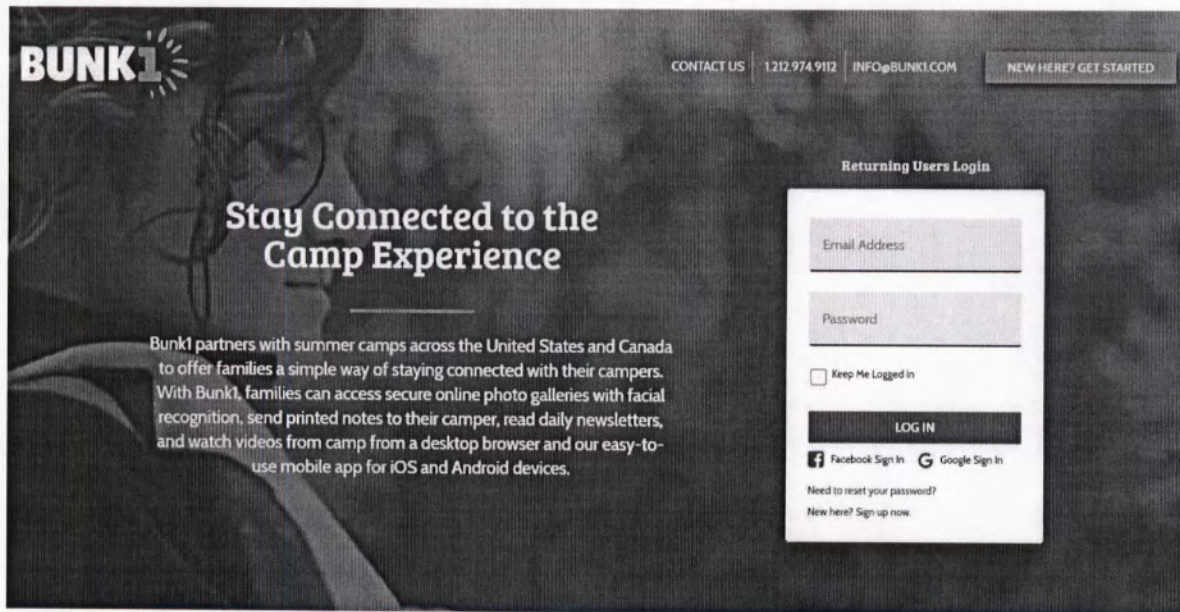 BUNK1
CONTACT US 1.212.974.9112 INFO@BUNK1.COM NEW HERE? GET STARTED
Stay Connected to the
Camp Experience
Bunk1 partners with summer camps across the United States and Canada
to offer families a simple way of staying connected with their campers.
With Bunk1, families can access secure online photo galleries with facial
recognition, send printed notes to their camper, read daily newsletters,
and watch videos from camp from a desktop browser and our easy-to-
use mobile app for iOS and Android devices.
Returning Users Login
Email Address
Password
Keep Me Logged in
LOG IN
Facebook Sign In Google Sign In
Need to reset your password?
New here? Sign up now.